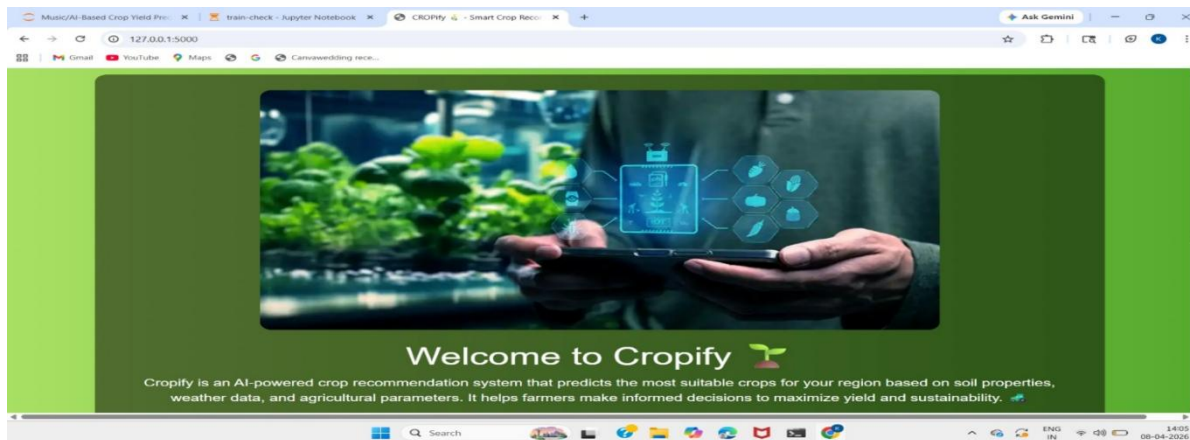 Music/AI-Based Crop Yield Pre
train-check - Jupyter Notebook
CROPify - Smart Crop Reco
Ask Gemini
127.0.0.1:5000
K
Gmail
YouTube
Maps
Canvawedding rece...
Welcome to Cropify
Cropify is an AI-powered crop recommendation system that predicts the most suitable crops for your region based on soil properties,
weather data, and agricultural parameters. It helps farmers make informed decisions to maximize yield and sustainability.
Search
ENG
IN
14:05
08-04-2026